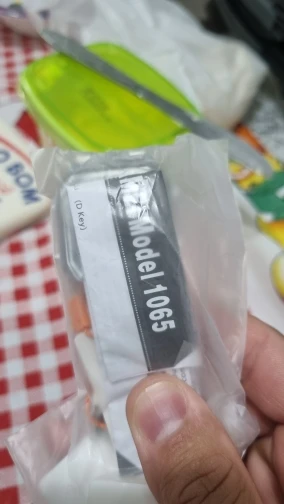 Model 1065
(D Key)
O BOM